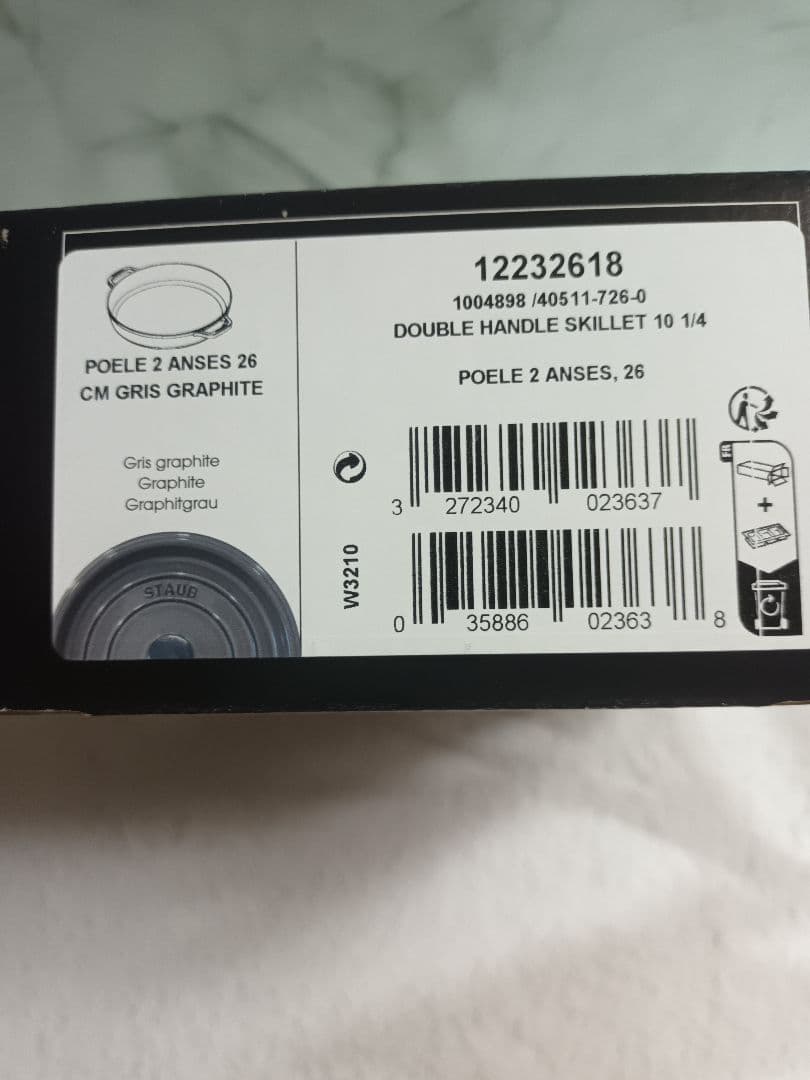 POELE 2 ANSES 26
CM GRIS GRAPHITE
Gris graphite
Graphite
Graphitgrau
STAUB
12232618
1004898 /40511-726-0
DOUBLE HANDLE SKILLET 10 1/4
POELE 2 ANSES, 26
3 272340 023637
W3210
0 35886 02363 8
FR
+